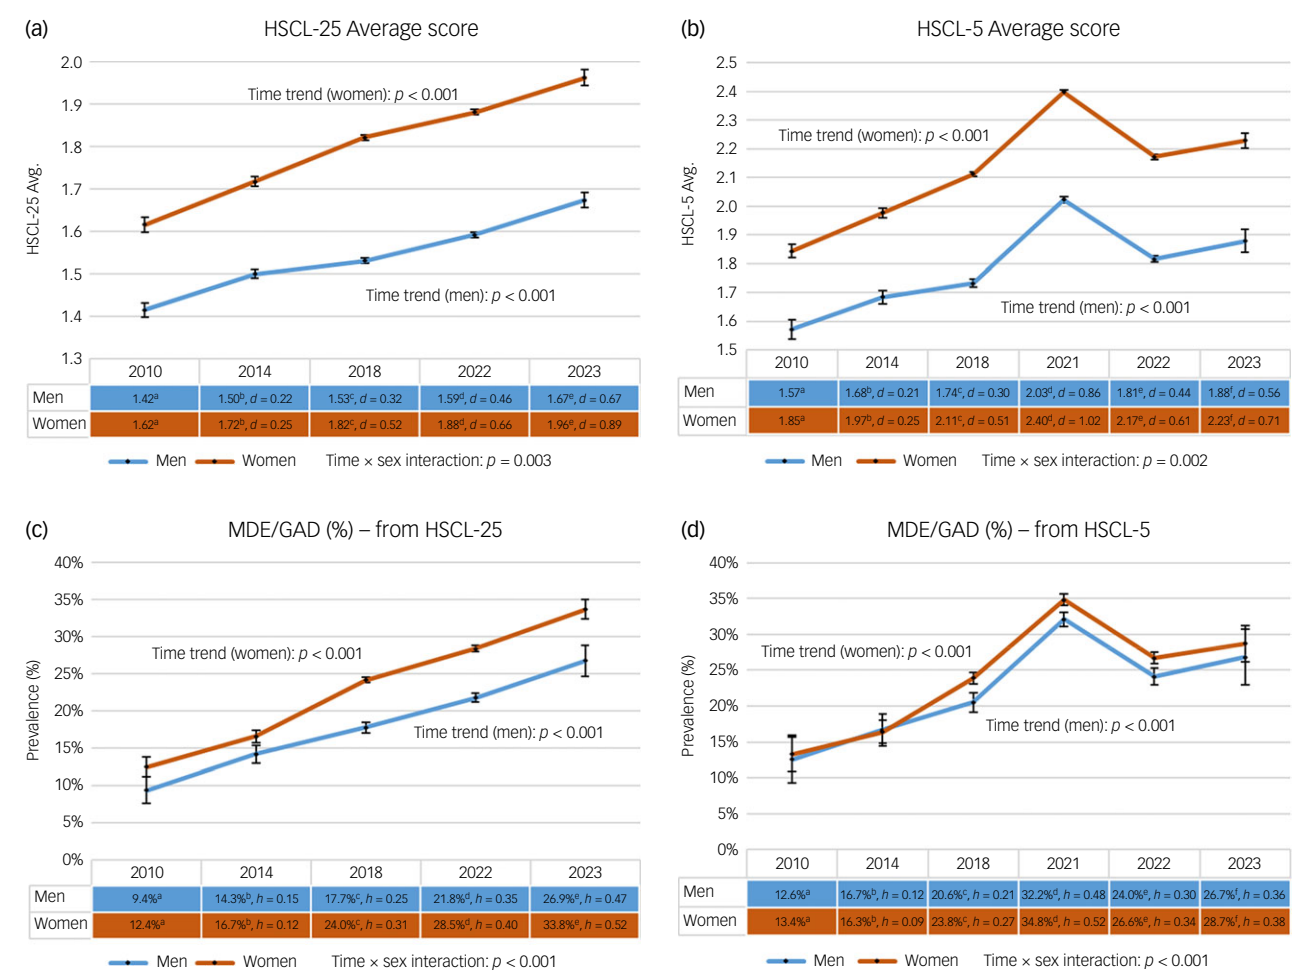 (a) HSCL-25 Average score
HSCL-25 Avg.
2.0
1.9
1.8
1.7
1.6
1.5
1.4
1.3
Time trend (women): p < 0.001
Time trend (men): p < 0.001
2010 2014 2018 2022 2023
Men 1.42ᵃ 1.50ᵇ, d = 0.22 1.53ᶜ, d = 0.32 1.59ᵈ, d = 0.46 1.67ᵉ, d = 0.67
Women 1.62ᵃ 1.72ᵇ, d = 0.25 1.82ᶜ, d = 0.52 1.88ᵈ, d = 0.66 1.96ᵉ, d = 0.89
Men Women Time × sex interaction: p = 0.003
(b) HSCL-5 Average score
HSCL-5 Avg.
2.5
2.4
2.3
2.2
2.1
2.0
1.9
1.8
1.7
1.6
1.5
Time trend (women): p < 0.001
Time trend (men): p < 0.001
2010 2014 2018 2021 2022 2023
Men 1.57ᵃ 1.68ᵇ, d = 0.21 1.74ᶜ, d = 0.30 2.03ᵈ, d = 0.86 1.81ᵉ, d = 0.44 1.88ᶠ, d = 0.56
Women 1.85ᵃ 1.97ᵇ, d = 0.25 2.11ᶜ, d = 0.51 2.40ᵈ, d = 1.02 2.17ᵉ, d = 0.61 2.23ᶠ, d = 0.71
Men Women Time × sex interaction: p = 0.002
(c) MDE/GAD (%) – from HSCL-25
Prevalence (%)
40%
35%
30%
25%
20%
15%
10%
5%
0%
Time trend (women): p < 0.001
Time trend (men): p < 0.001
2010 2014 2018 2022 2023
Men 9.4%ᵃ 14.3%ᵇ, h = 0.15 17.7%ᶜ, h = 0.25 21.8%ᵈ, h = 0.35 26.9%ᵉ, h = 0.47
Women 12.4%ᵃ 16.7%ᵇ, h = 0.12 24.0%ᶜ, h = 0.31 28.5%ᵈ, h = 0.40 33.8%ᵉ, h = 0.52
Men Women Time × sex interaction: p < 0.001
(d) MDE/GAD (%) – from HSCL-5
Prevalence (%)
40%
35%
30%
25%
20%
15%
10%
5%
0%
Time trend (women): p < 0.001
Time trend (men): p < 0.001
2010 2014 2018 2021 2022 2023
Men 12.6%ᵃ 16.7%ᵇ, h = 0.12 20.6%ᶜ, h = 0.21 32.2%ᵈ, h = 0.48 24.0%ᵉ, h = 0.30 26.7%ᶠ, h = 0.36
Women 13.4%ᵃ 16.3%ᵇ, h = 0.09 23.8%ᶜ, h = 0.27 34.8%ᵈ, h = 0.52 26.6%ᵉ, h = 0.34 28.7%ᶠ, h = 0.38
Men Women Time × sex interaction: p < 0.001